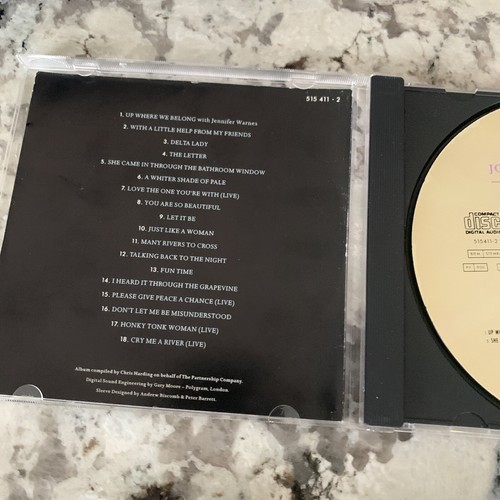 515 411 - 2
1. UP WHERE WE BELONG with Jennifer Warnes
2. WITH A LITTLE HELP FROM MY FRIENDS
3. DELTA LADY
4. THE LETTER
5. SHE CAME IN THROUGH THE BATHROOM WINDOW
6. A WHITER SHADE OF PALE
7. LOVE THE ONE YOU'RE WITH (LIVE)
8. YOU ARE SO BEAUTIFUL
9. LET IT BE
10. JUST LIKE A WOMAN
11. MANY RIVERS TO CROSS
12. TALKING BACK TO THE NIGHT
13. FUN TIME
14. I HEARD IT THROUGH THE GRAPEVINE
15. PLEASE GIVE PEACE A CHANCE (LIVE)
16. DON'T LET ME BE MISUNDERSTOOD
17. HONKY TONK WOMAN (LIVE)
18. CRY ME A RIVER (LIVE)
Album compiled by Chris Harding on behalf of The Partnership Company.
Digital Sound Engineering by Gary Moore – Polygram, London.
Sleeve Designed by Andrew Biscomb & Peter Barrett.
JO
COMPACT
DIGITAL AUDIO
515 411-2
UP W
SHE